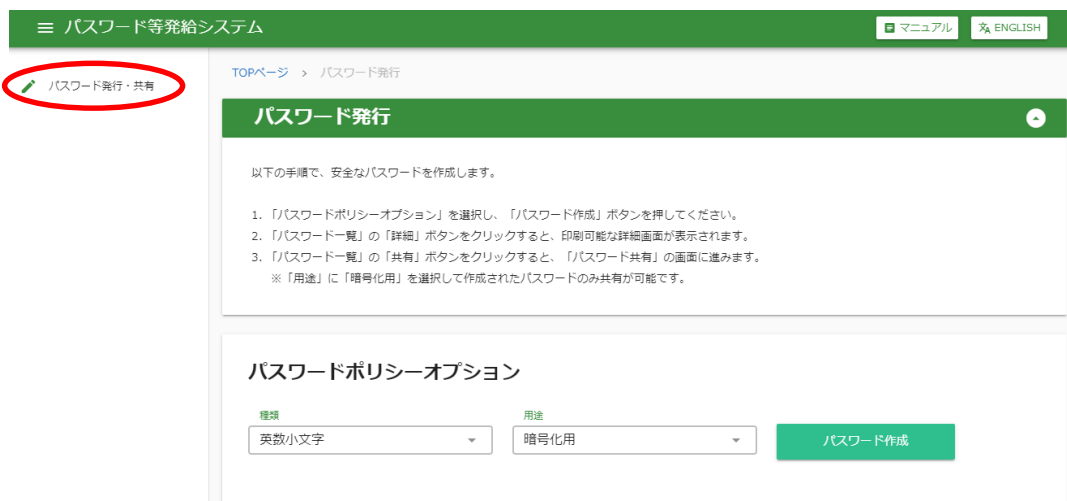 パスワード等発給システム
マニュアル
ENGLISH
パスワード発行・共有
TOPページ > パスワード発行
パスワード発行
以下の手順で、安全なパスワードを作成します。
1. 「パスワードポリシーオプション」を選択し、「パスワード作成」ボタンを押してください。
2. 「パスワード一覧」の「詳細」ボタンをクリックすると、印刷可能な詳細画面が表示されます。
3. 「パスワード一覧」の「共有」ボタンをクリックすると、「パスワード共有」の画面に進みます。
※「用途」に「暗号化用」を選択して作成されたパスワードのみ共有が可能です。
パスワードポリシーオプション
種類
用途
英数小文字
暗号化用
パスワード作成